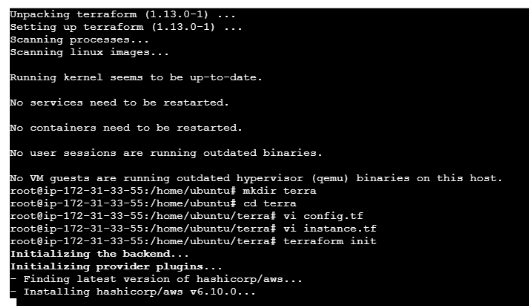 Unpacking terraform (1.13.0-1) ...
Setting up terraform (1.13.0-1) ...
Scanning processes...
Scanning linux images...
Running kernel seems to be up-to-date.
No services need to be restarted.
No containers need to be restarted.
No user sessions are running outdated binaries.
No VM guests are running outdated hypervisor (qemu) binaries on this host.
root@ip-172-31-33-55:/home/ubuntu# mkdir terra
root@ip-172-31-33-55:/home/ubuntu# cd terra
root@ip-172-31-33-55:/home/ubuntu/terra# vi config.tf
root@ip-172-31-33-55:/home/ubuntu/terra# vi instance.tf
root@ip-172-31-33-55:/home/ubuntu/terra# terraform init
Initializing the backend...
Initializing provider plugins...
- Finding latest version of hashicorp/aws...
- Installing hashicorp/aws v6.10.0...